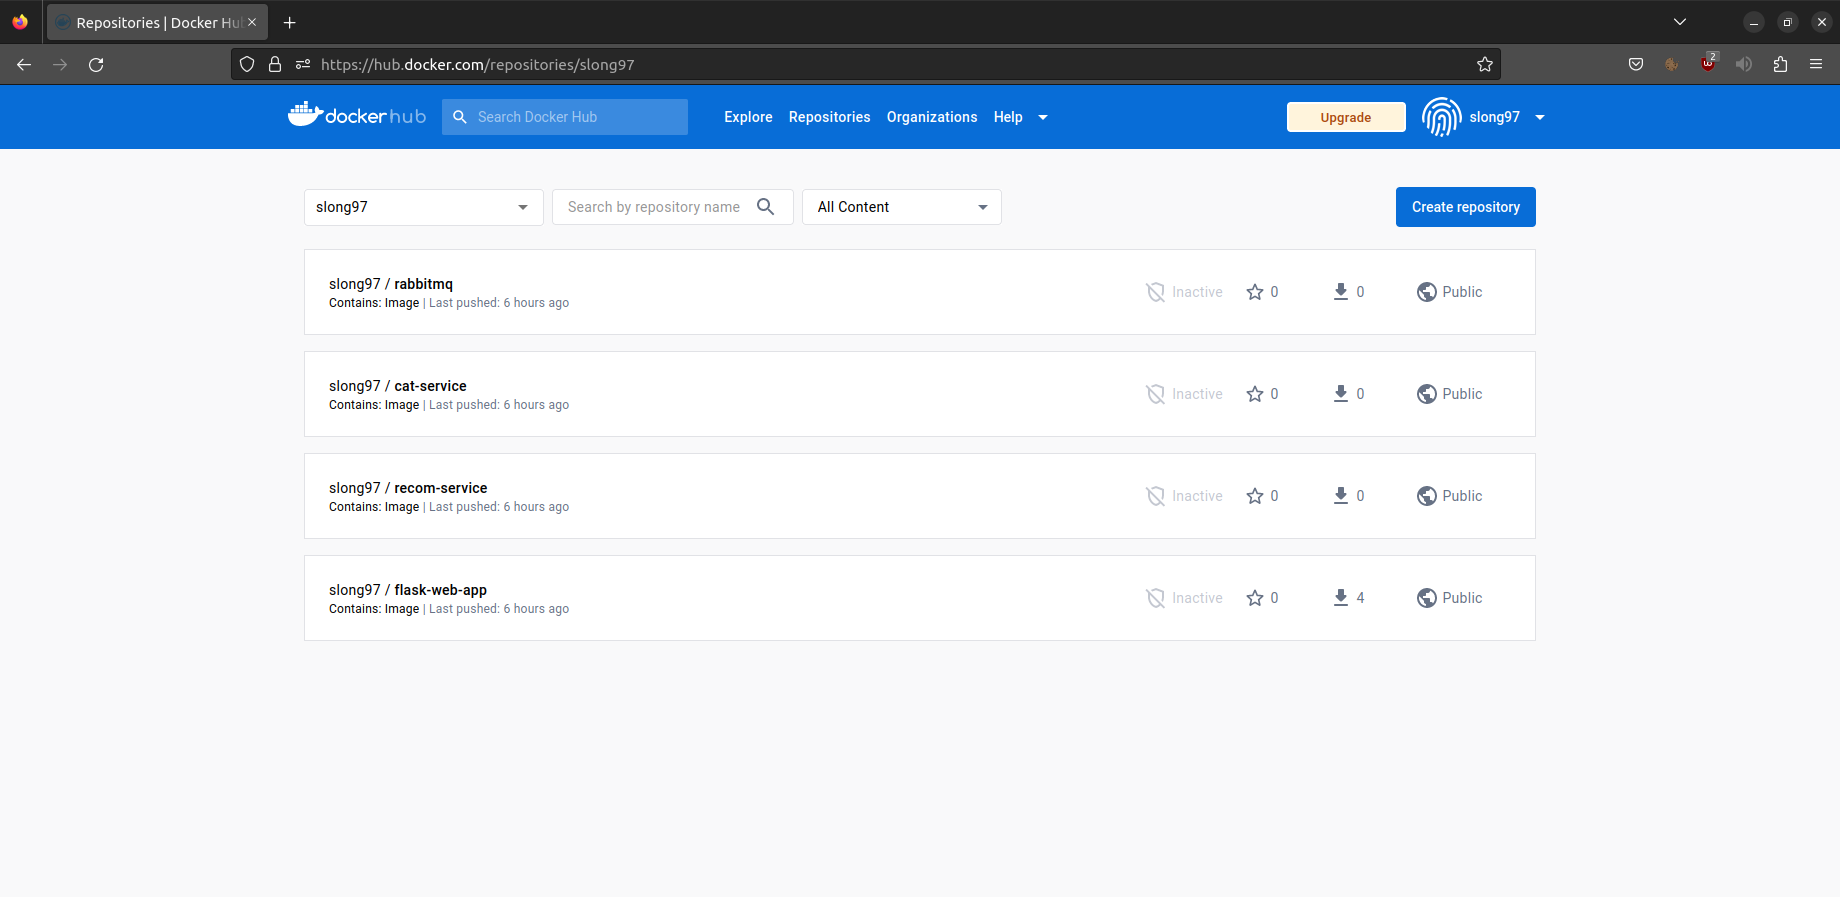 Repositories | Docker Hu
https://hub.docker.com/repositories/slong97
2
docker hub
Search Docker Hub
Explore
Repositories
Organizations
Help
Upgrade
slong97
slong97
Search by repository name
All Content
Create repository
slong97 / rabbitmq
Contains: Image | Last pushed: 6 hours ago
Inactive
0
0
Public
slong97 / cat-service
Contains: Image | Last pushed: 6 hours ago
Inactive
0
0
Public
slong97 / recom-service
Contains: Image | Last pushed: 6 hours ago
Inactive
0
0
Public
slong97 / flask-web-app
Contains: Image | Last pushed: 6 hours ago
Inactive
0
4
Public